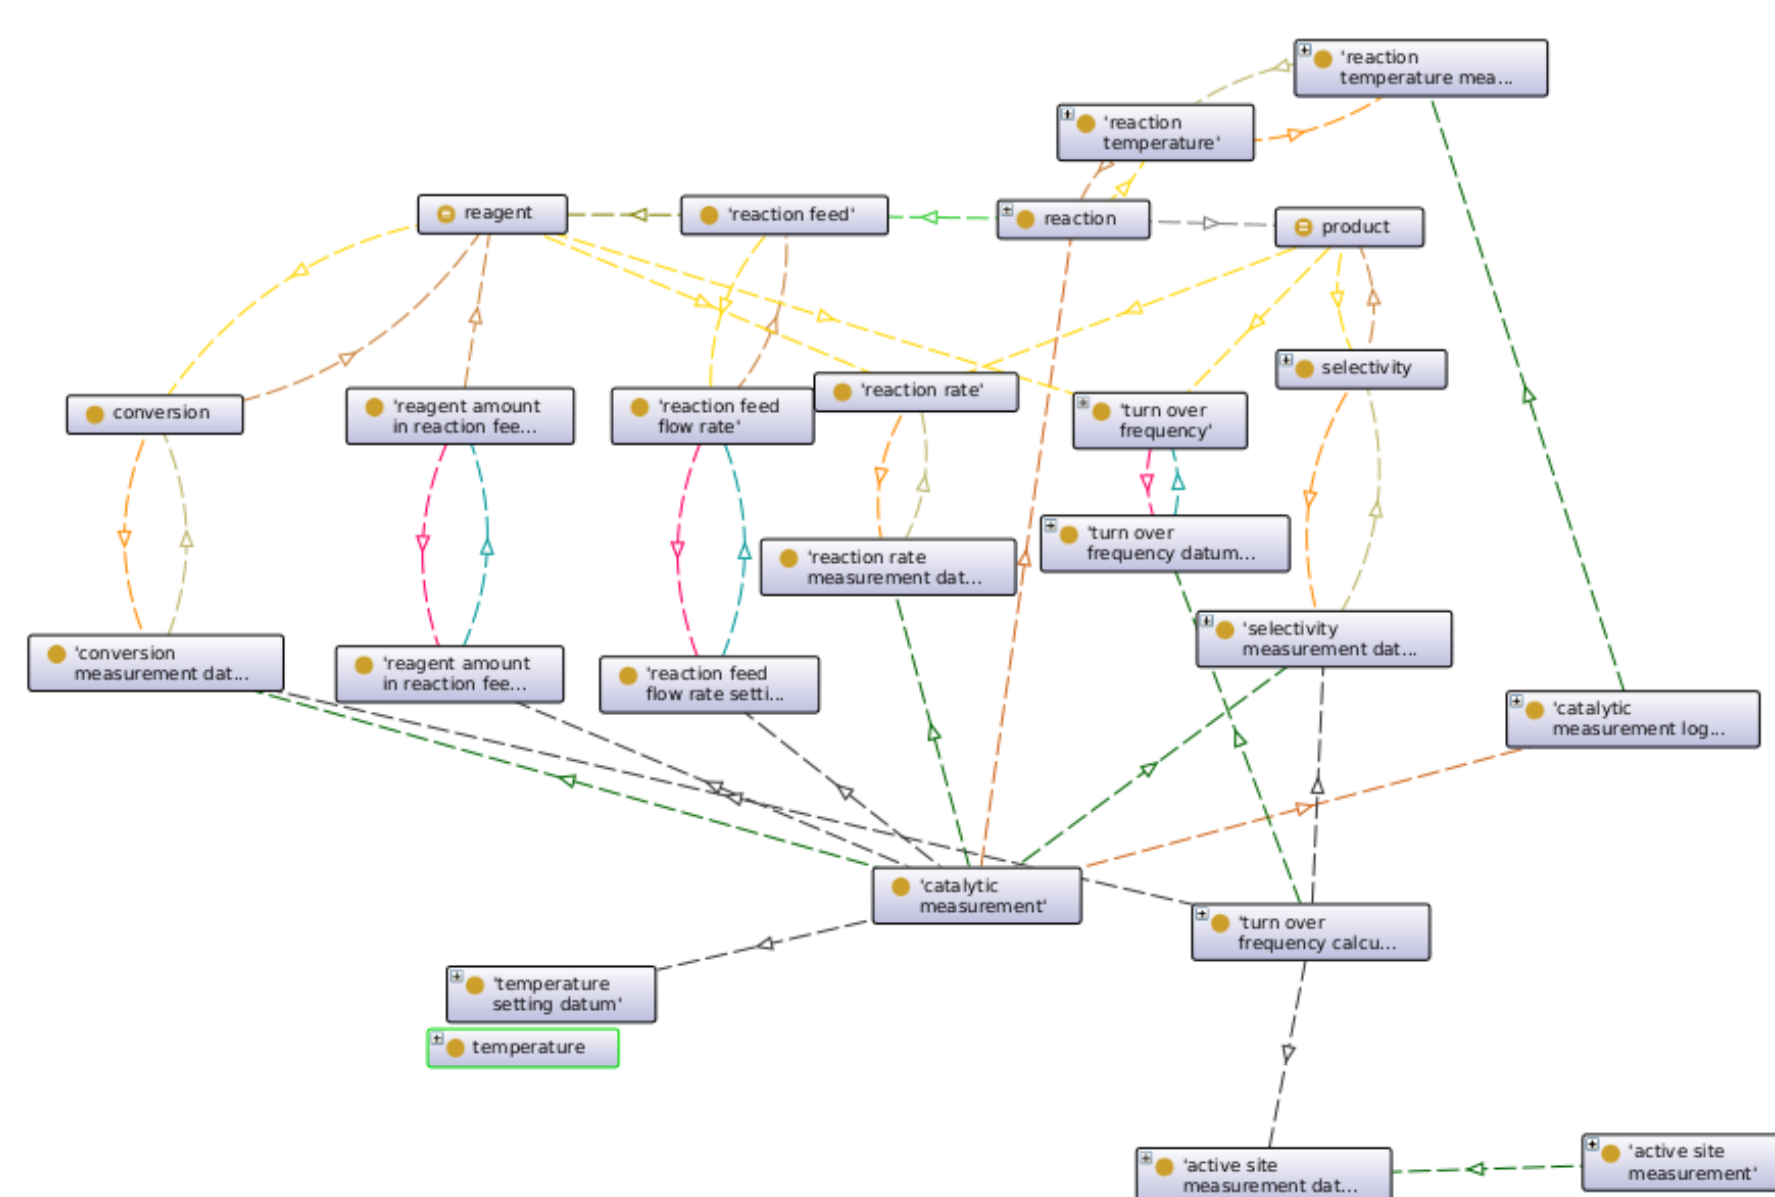 'reaction
temperature mea...
'reaction
temperature'
reagent
'reaction feed'
reaction
product
selectivity
conversion
'reagent amount
in reaction fee...
'reaction feed
flow rate'
'reaction rate'
'turn over
frequency'
'turn over
frequency datum...
'reaction rate
measurement dat...
'selectivity
measurement dat...
'conversion
measurement dat...
'reagent amount
in reaction fee...
'reaction feed
flow rate setti...
'catalytic
measurement log...
'catalytic
measurement'
'turn over
frequency calcu...
'temperature
setting datum'
temperature
'active site
measurement dat...
'active site
measurement'